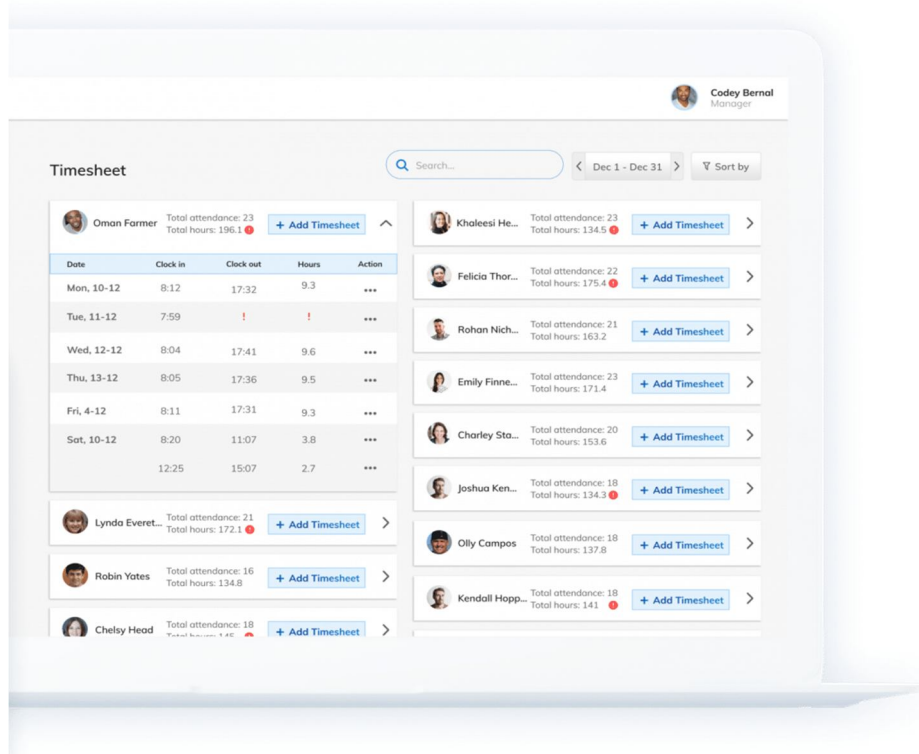 Codey Bernal
Manager
Timesheet
Search...
Dec 1 - Dec 31
Sort by
Oman Farmer
Total attendance: 23
Total hours: 196.1
+ Add Timesheet
Date Clock in Clock out Hours Action
Mon, 10-12 8:12 17:32 9.3 •••
Tue, 11-12 7:59 ! ! •••
Wed, 12-12 8:04 17:41 9.6 •••
Thu, 13-12 8:05 17:36 9.5 •••
Fri, 4-12 8:11 17:31 9.3 •••
Sat, 10-12 8:20 11:07 3.8 •••
12:25 15:07 2.7 •••
Lynda Everet...
Total attendance: 21
Total hours: 172.1
+ Add Timesheet
Robin Yates
Total attendance: 16
Total hours: 134.8
+ Add Timesheet
Chelsy Head
Total attendance: 18
Total hours: 145
+ Add Timesheet
Khaleesi He...
Total attendance: 23
Total hours: 134.5
+ Add Timesheet
Felicia Thor...
Total attendance: 22
Total hours: 175.4
+ Add Timesheet
Rohan Nich...
Total attendance: 21
Total hours: 163.2
+ Add Timesheet
Emily Finne...
Total attendance: 23
Total hours: 171.4
+ Add Timesheet
Charley Sta...
Total attendance: 20
Total hours: 153.6
+ Add Timesheet
Joshua Ken...
Total attendance: 18
Total hours: 134.3
+ Add Timesheet
Olly Campos
Total attendance: 18
Total hours: 137.8
+ Add Timesheet
Kendall Hopp...
Total attendance: 18
Total hours: 141
+ Add Timesheet